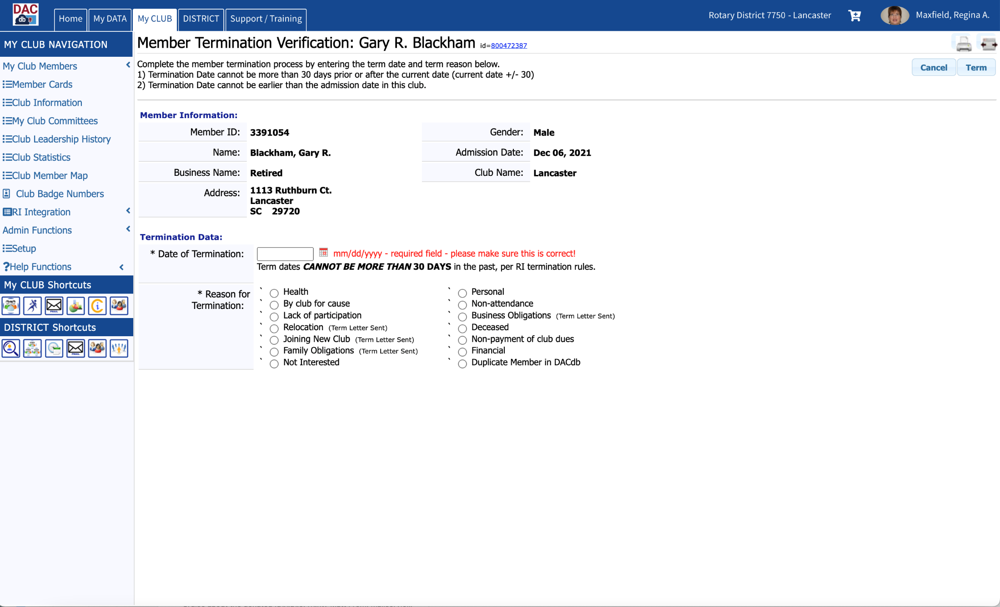 DAC
db
Home
My DATA
My CLUB
DISTRICT
Support / Training
Rotary District 7750 - Lancaster
Maxfield, Regina A.
MY CLUB NAVIGATION
My Club Members
Member Cards
Club Information
My Club Committees
Club Leadership History
Club Statistics
Club Member Map
Club Badge Numbers
RI Integration
Admin Functions
Setup
Help Functions
My CLUB Shortcuts
PMAIL
DISTRICT Shortcuts
PMAIL
Member Termination Verification: Gary R. Blackham id=800472387
Complete the member termination process by entering the term date and term reason below.
1) Termination Date cannot be more than 30 days prior or after the current date (current date +/- 30)
2) Termination Date cannot be earlier than the admission date in this club.
Cancel
Term
Member Information:
Member ID: 3391054
Gender: Male
Name: Blackham, Gary R.
Admission Date: Dec 06, 2021
Business Name: Retired
Club Name: Lancaster
Address: 1113 Ruthburn Ct.
Lancaster
SC 29720
Termination Data:
* Date of Termination: mm/dd/yyyy - required field - please make sure this is correct!
Term dates CANNOT BE MORE THAN 30 DAYS in the past, per RI termination rules.
* Reason for
Termination:
` Health
` Personal
` By club for cause
` Non-attendance
` Lack of participation
` Business Obligations (Term Letter Sent)
` Relocation (Term Letter Sent)
` Deceased
` Joining New Club (Term Letter Sent)
` Non-payment of club dues
` Family Obligations (Term Letter Sent)
` Financial
` Not Interested
` Duplicate Member in DACdb